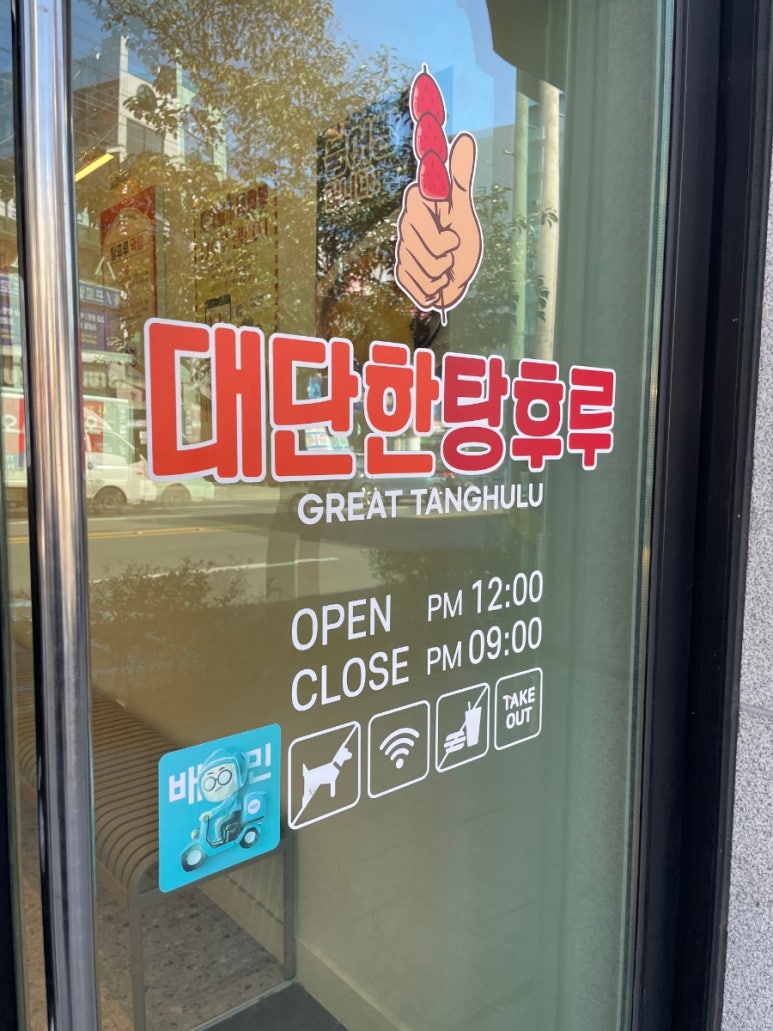 대단한탕후루
GREAT TANGHULU
OPEN PM 12:00
CLOSE PM 09:00
TAKE
OUT
배민